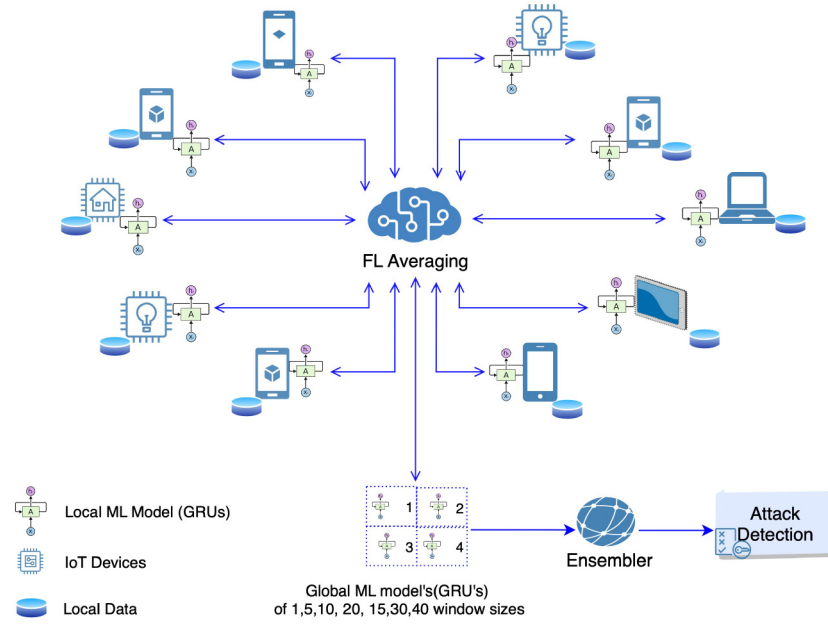 FL Averaging
1
2
3
4
Local ML Model (GRUs)
IoT Devices
Local Data
Global ML model's(GRU's)
of 1,5,10, 20, 15,30,40 window sizes
Ensembler
Attack
Detection
A
A
A
A
A
A
A
A
A
A
A